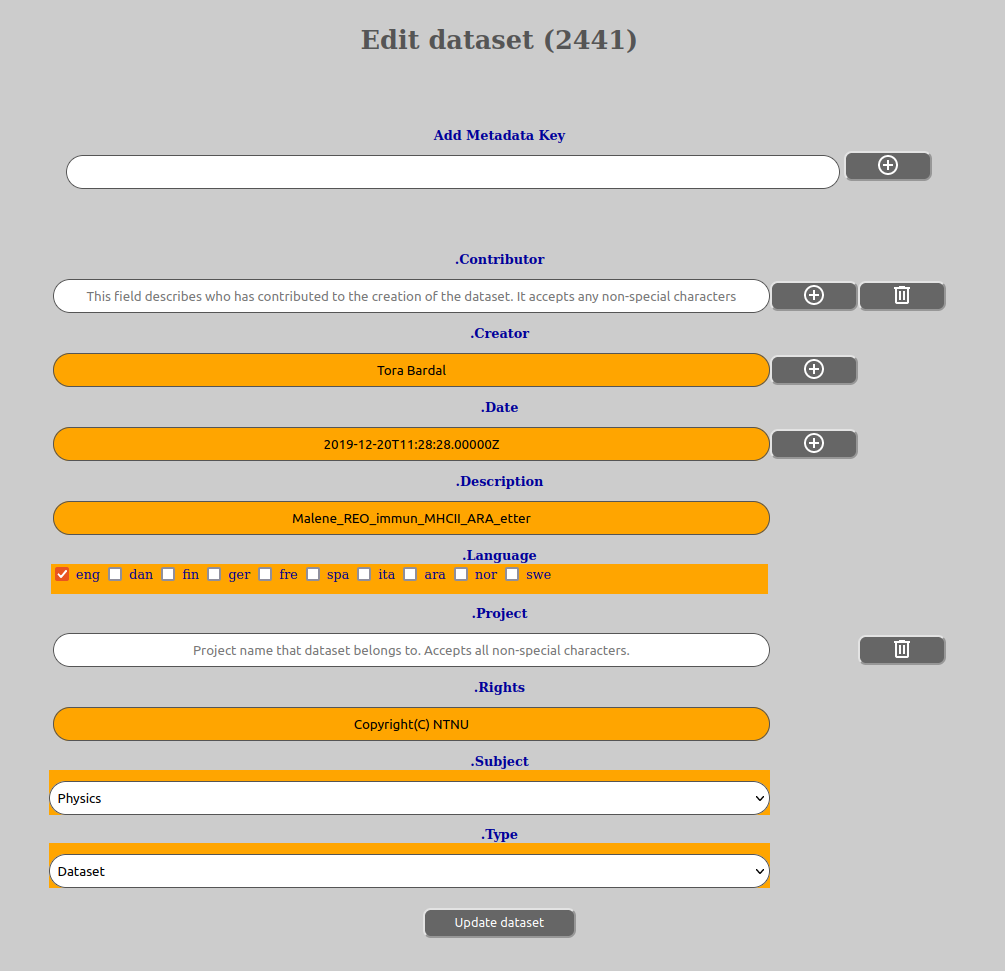 Edit dataset (2441)
Add Metadata Key
.Contributor
This field describes who has contributed to the creation of the dataset. It accepts any non-special characters
.Creator
Tora Bardal
.Date
2019-12-20T11:28:28.00000Z
.Description
Malene_REO_immun_MHCII_ARA_etter
.Language
eng dan fin ger fre spa ita ara nor swe
.Project
Project name that dataset belongs to. Accepts all non-special characters.
.Rights
Copyright(C) NTNU
.Subject
Physics
.Type
Dataset
Update dataset